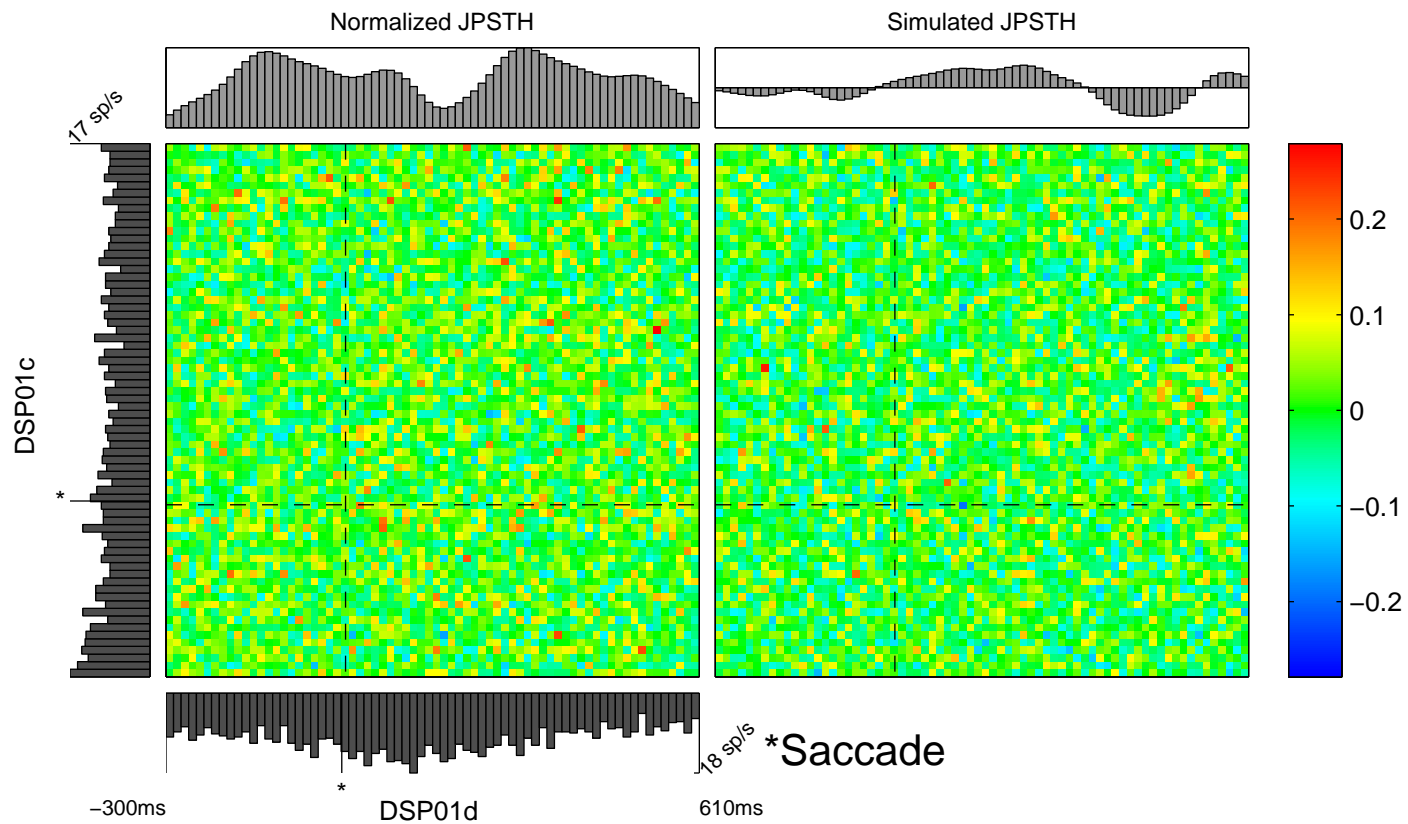 Normalized JPSTH
Simulated JPSTH
17 sp/s
DSP01c
*
0.2
0.1
0
−0.1
−0.2
18 sp/s
*Saccade
*
−300ms
DSP01d
610ms